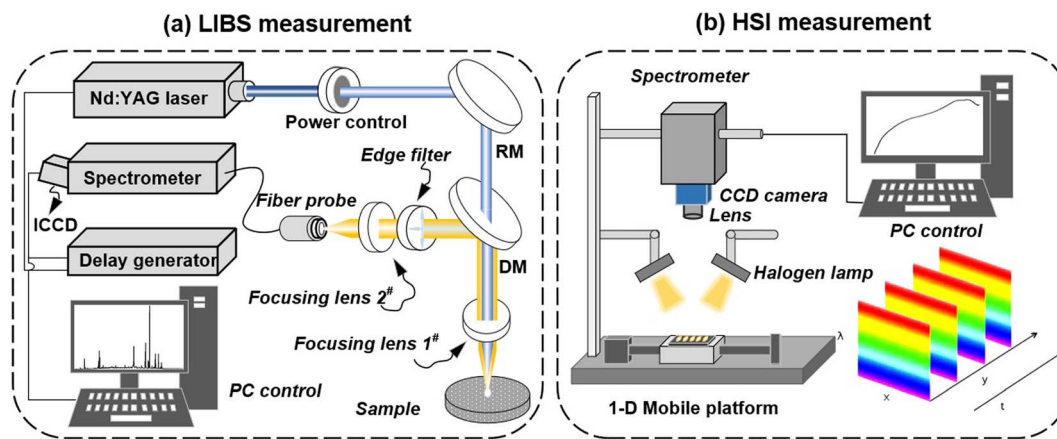 (a) LIBS measurement
Nd:YAG laser
Power control
RM
Spectrometer
Edge filter
Fiber probe
ICCD
Delay generator
DM
Focusing lens 2#
Focusing lens 1#
PC control
Sample
(b) HSI measurement
Spectrometer
CCD camera
Lens
PC control
Halogen lamp
1-D Mobile platform
λ
x
y
t